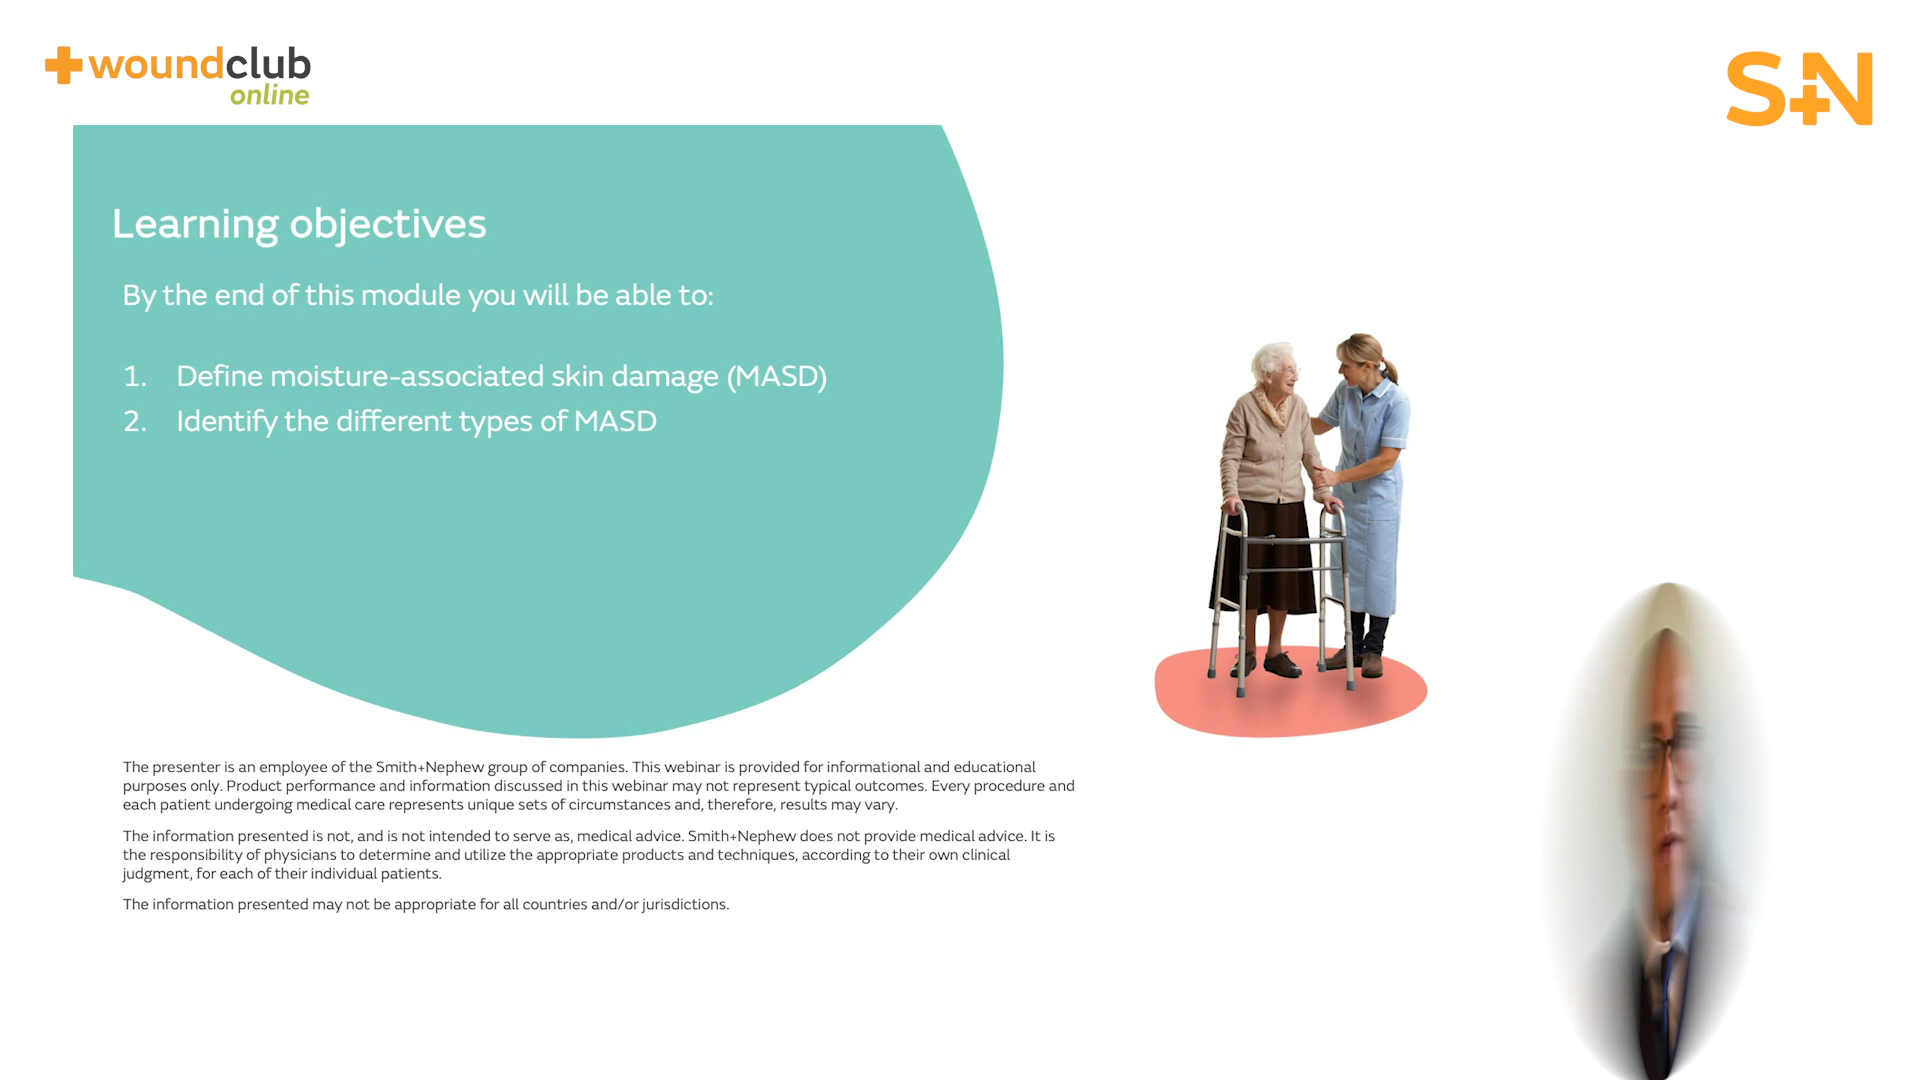 woundclub
online
S+N
Learning objectives
By the end of this module you will be able to:
1. Define moisture-associated skin damage (MASD)
2. Identify the different types of MASD
The presenter is an employee of the Smith+Nephew group of companies. This webinar is provided for informational and educational
purposes only. Product performance and information discussed in this webinar may not represent typical outcomes. Every procedure and
each patient undergoing medical care represents unique sets of circumstances and, therefore, results may vary.
The information presented is not, and is not intended to serve as, medical advice. Smith+Nephew does not provide medical advice. It is
the responsibility of physicians to determine and utilize the appropriate products and techniques, according to their own clinical
judgment, for each of their individual patients.
The information presented may not be appropriate for all countries and/or jurisdictions.